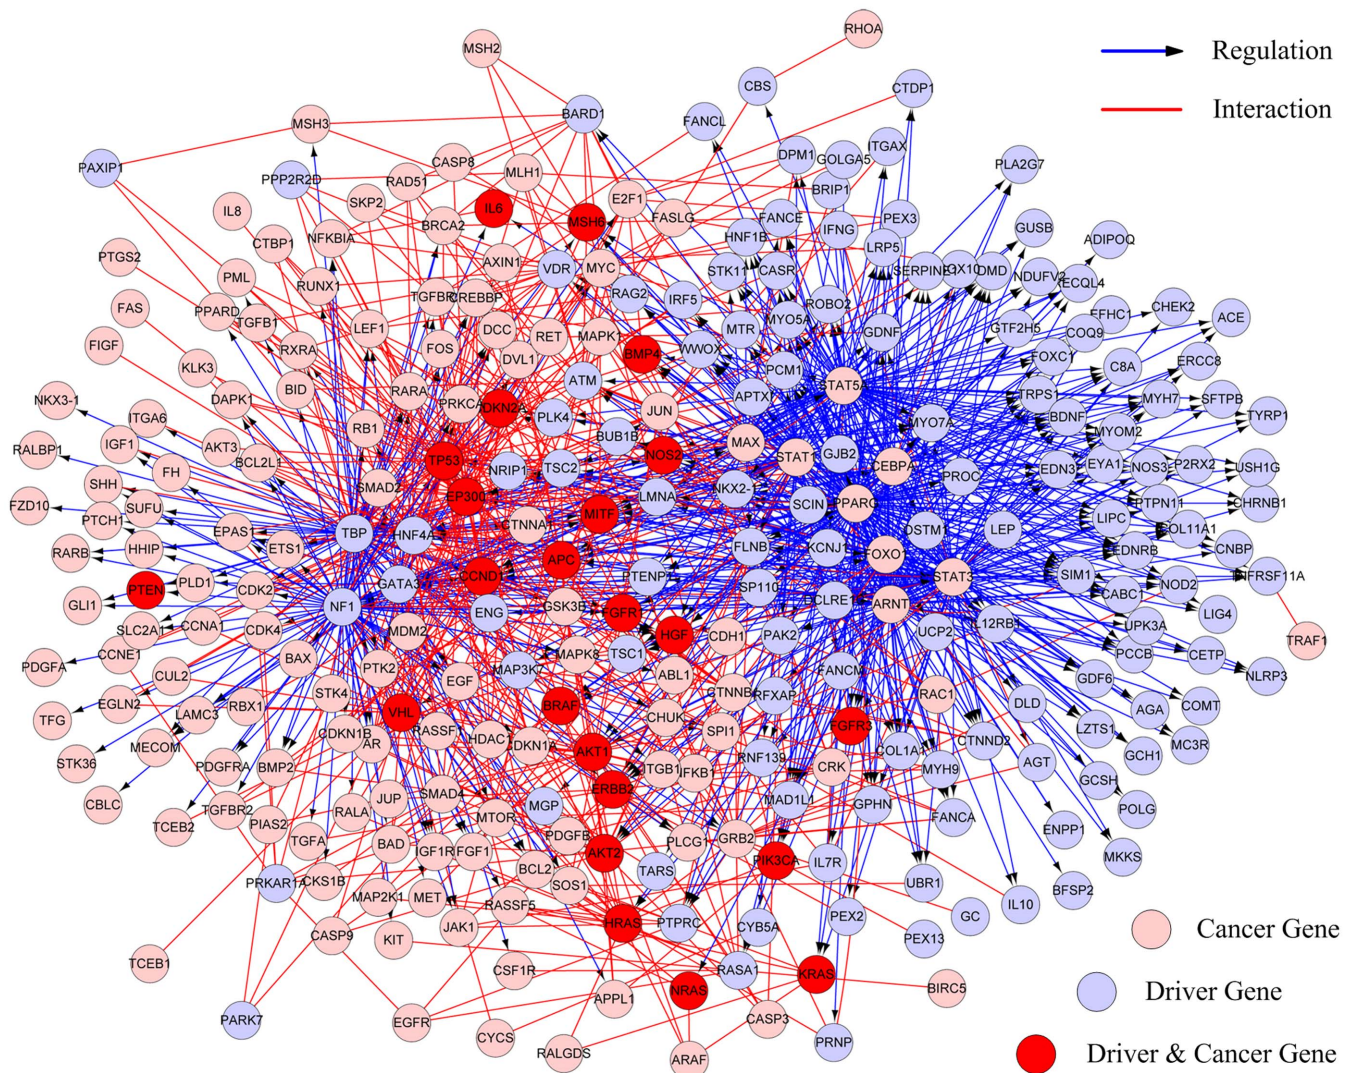 RHOA
MSH2
Regulation
CBS
CTDP1
Interaction
BARD1
FANCL
MSH3
PAXIP1
PPP2R2D
CASP8
RAD51
MLH1
DPM1
GOLGA5
ITGAX
PLA2G7
BRIP1
SKP2
IL6
E2F1
IL8
NFKBIA
BRCA2
MSH6
FASLG
FANCE
IFNG
PEX3
GUSB
CTBP1
HNF1B
LRP5
ADIPOQ
PTGS2
PML
RUNX1
AXIN1
VDR
MYC
STK11
CASR
SERPINE1
DMD
NDUFV2
RECQL4
FAS
PPARD
TGFB1
CREBBP
RAG2
IRF5
ROBO2
MYO5A
GDNF
GTF2H5
EFHC1
CHEK2
ACE
FIGF
RXRA
LEF1
FOS
DCC
RET
MAPK1
MTR
COQ9
KLK3
DVL1
BMP4
WWOX
PCM1
FOXC1
C8A
ERCC8
NKX3-1
DAPK1
BID
RARA
PRKCA
ATM
APTX
STAT5A
TRPS1
MYH7
SFTPB
ITGA6
CDKN2A
PLK4
JUN
BDNF
TYRP1
RALBP1
IGF1
AKT3
RB1
BUB1B
MAX
MYO7A
MYOM2
FH
BCL2L1
TP53
NRIP1
TSC2
NOS2
STAT1
GJB2
CEBPA
PROC
EDN3
EYA1
NOS3
P2RX2
USH1G
SHH
SMAD2
EP300
LMNA
NKX2-1
SCIN
PPARG
FZD10
SUFU
PTPN11
CHRNB1
PTCH1
EPAS1
TBP
HNF4A
CTNNA1
MITF
OSTM1
LEP
LIPC
COL11A1
RARB
HHIP
ETS1
FLNB
KCNJ1
FOXO1
EDNRB
CNBP
PTEN
PLD1
CDK2
GATA3
CCND1
APC
SP110
STAT3
SIM1
NOD2
TNFRSF11A
GLI1
NF1
CABC1
SLC2A1
CCNA1
CDK4
ENG
GSK3B
FGFR1
ARNT
LIG4
MDM2
HGF
CDH1
PAK2
UCP2
IL12RB1
UPK3A
TRAF1
PDGFA
CCNE1
BAX
PTK2
MAPK8
TSC1
PCCB
CETP
CUL2
EGF
ABL1
FANCM
NLRP3
STK4
RFXAP
RAC1
GDF6
EGLN2
RBX1
DLD
AGA
COMT
TFG
LAMC3
VHL
BRAF
CHUK
FGFR3
LZTS1
MECOM
CDKN1B
RASSF1
SPI1
CTNND2
MC3R
STK36
AR
CDKN1A
AKT1
RNF139
COL1A1
GCH1
PDGFRA
BMP2
ITGB1
CRK
MYH9
AGT
CBLC
SMAD4
ERBB2
GCSH
TGFBR2
RALA
JUP
MGP
MAD1L1
GPHN
POLG
TCEB2
PIAS2
MTOR
PDGFB
FANCA
ENPP1
TGFA
BAD
IGF1R
FGF1
AKT2
PLCG1
GRB2
MKKS
PIK3CA
IL7R
PRKAR1A
CKS1B
BCL2
TARS
BFSP2
MAP2K1
MET
SOS1
UBR1
RASSF5
IL10
Cancer Gene
CASP9
JAK1
HRAS
PTPRC
CYB5A
PEX2
GC
KIT
PEX13
TCEB1
CSF1R
RASA1
KRAS
APPL1
NRAS
BIRC5
Driver Gene
PARK7
EGFR
CASP3
CYCS
PRNP
RALGDS
ARAF
Driver & Cancer Gene